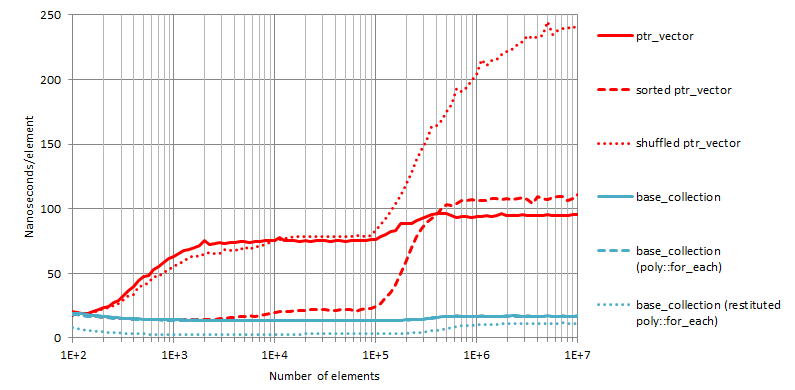 250
200
150
100
50
0
Nanoseconds/element
1E+2
1E+3
1E+4
1E+5
1E+6
1E+7
Number of elements
ptr_vector
sorted ptr_vector
shuffled ptr_vector
base_collection
base_collection
(poly::for_each)
base_collection (restituted
poly::for_each)